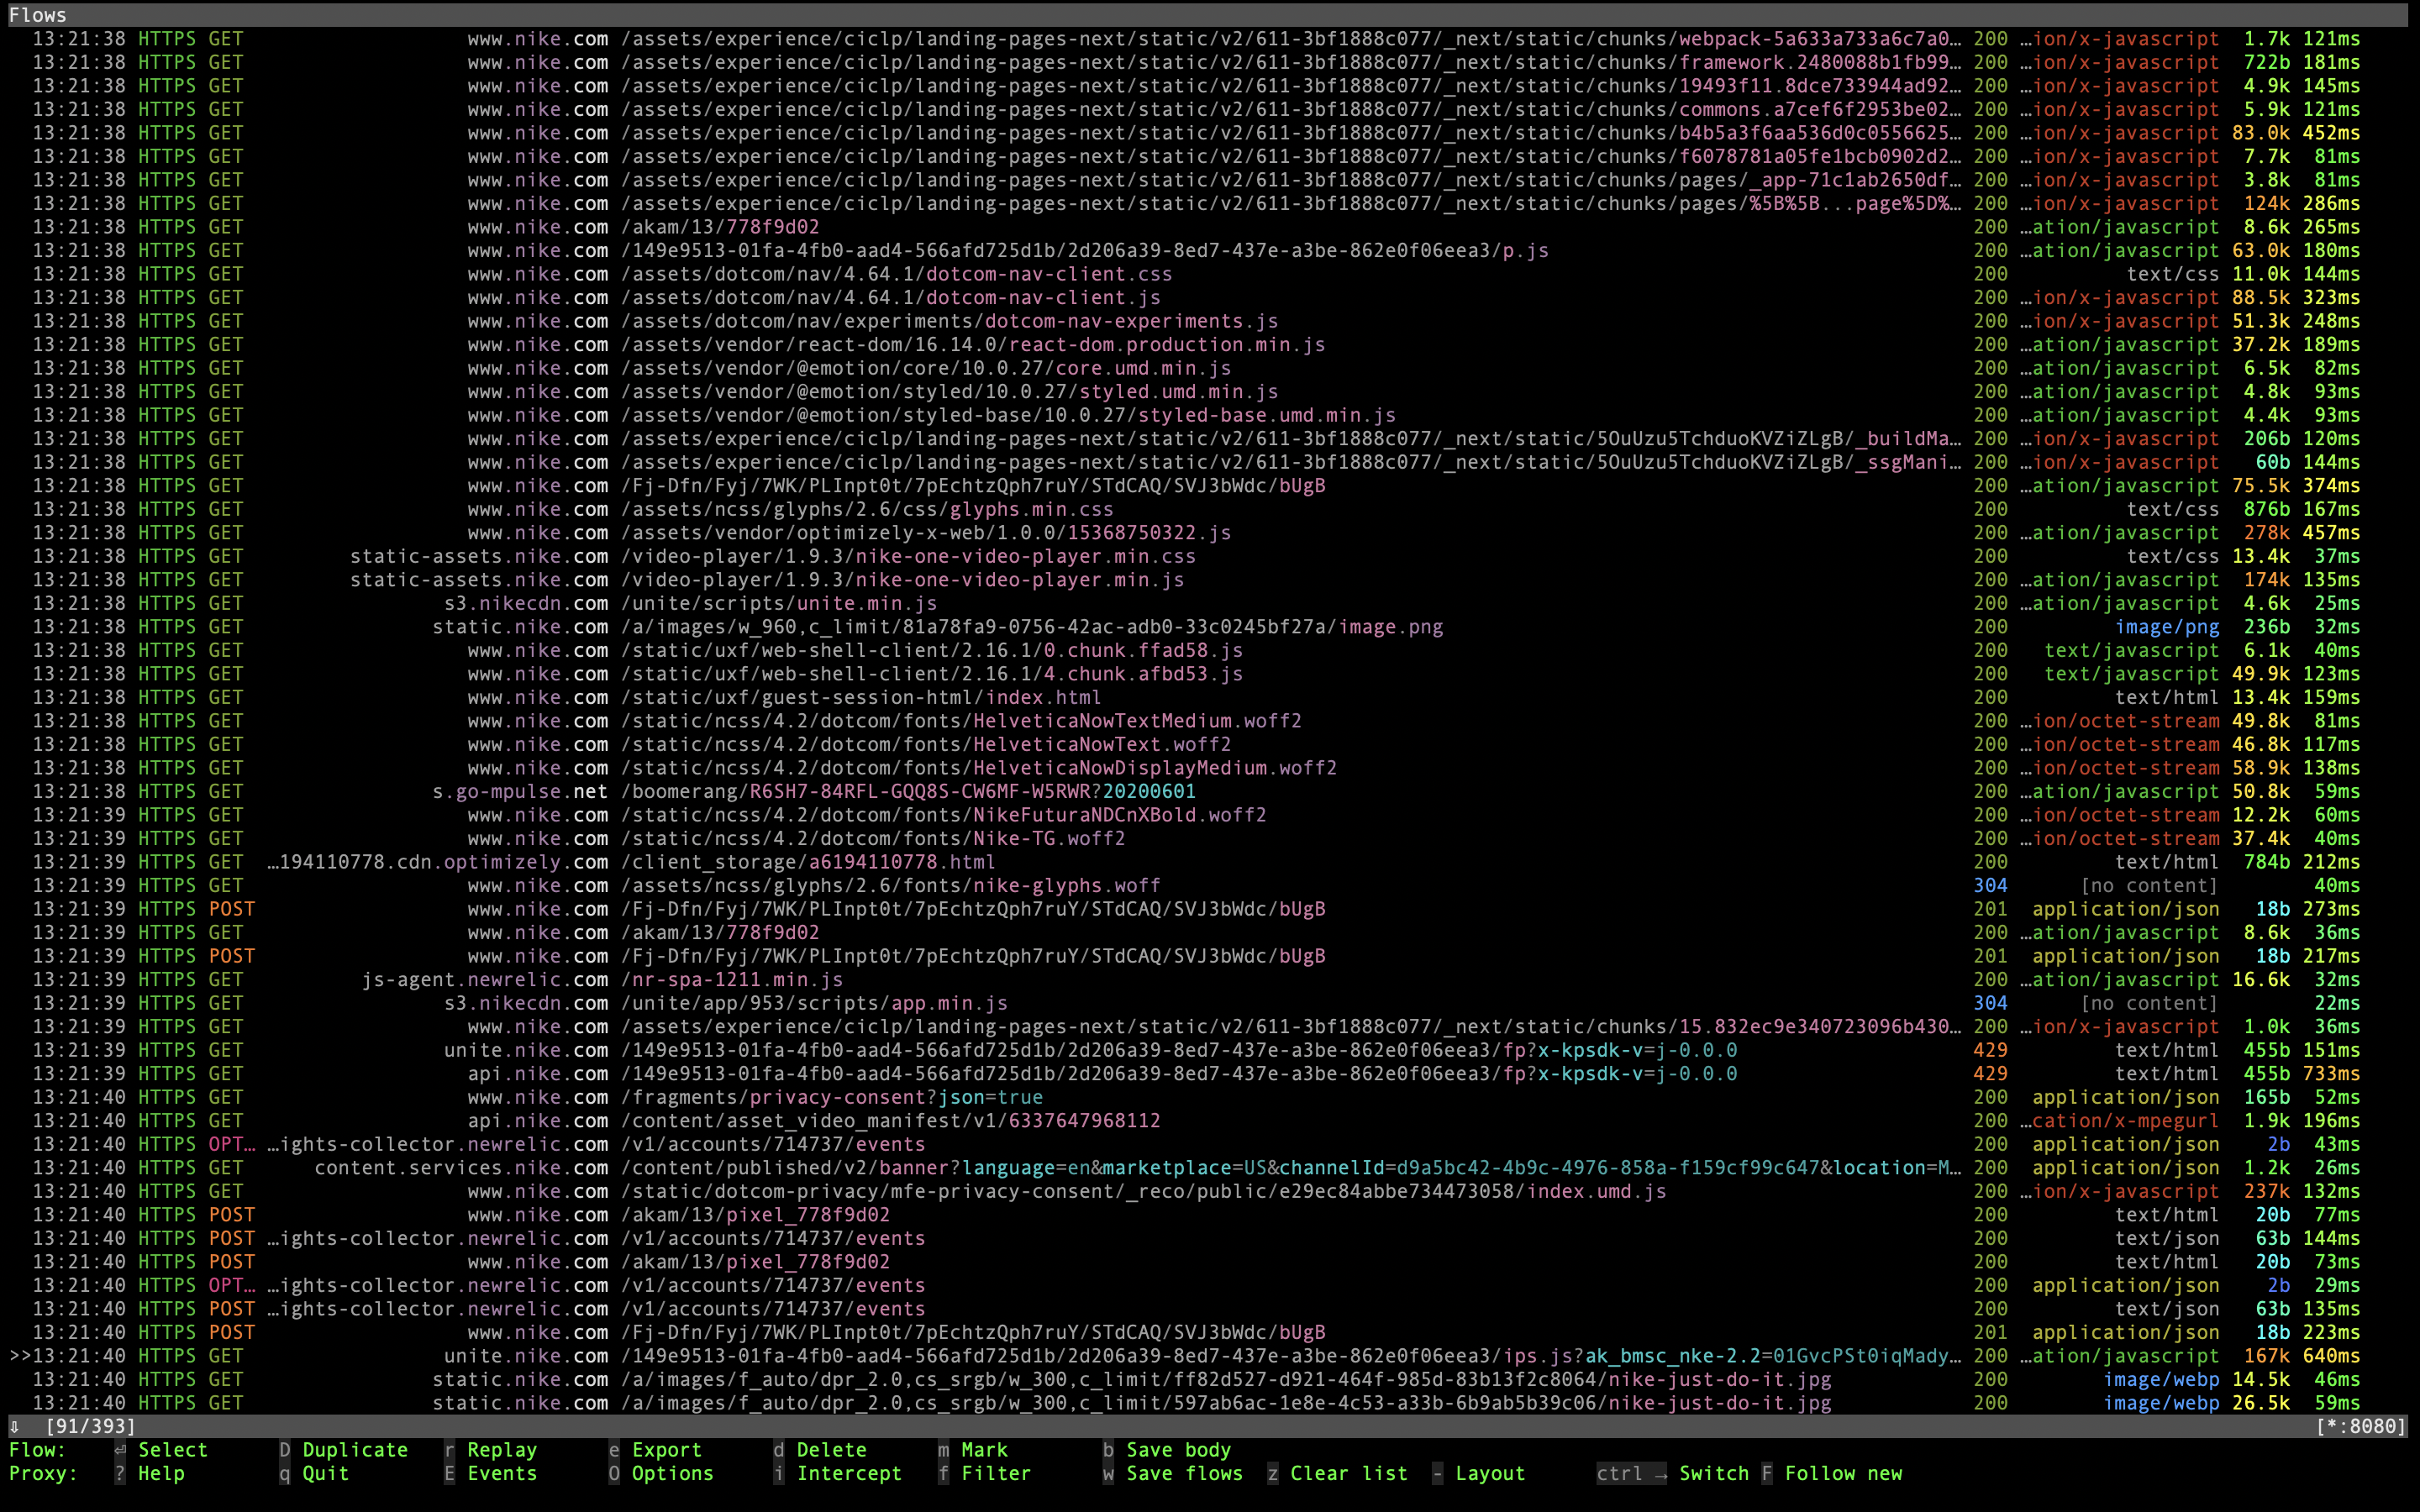 Flows
13:21:38 HTTPS GET www.nike.com /assets/experience/ciclp/landing-pages-next/static/v2/611-3bf1888c077/_next/static/chunks/webpack-5a633a733a6c7a0… 200 …ion/x-javascript 1.7k 121ms
13:21:38 HTTPS GET www.nike.com /assets/experience/ciclp/landing-pages-next/static/v2/611-3bf1888c077/_next/static/chunks/framework.2480088b1fb99… 200 …ion/x-javascript 722b 181ms
13:21:38 HTTPS GET www.nike.com /assets/experience/ciclp/landing-pages-next/static/v2/611-3bf1888c077/_next/static/chunks/19493f11.8dce733944ad92… 200 …ion/x-javascript 4.9k 145ms
13:21:38 HTTPS GET www.nike.com /assets/experience/ciclp/landing-pages-next/static/v2/611-3bf1888c077/_next/static/chunks/commons.a7cef6f2953be02… 200 …ion/x-javascript 5.9k 121ms
13:21:38 HTTPS GET www.nike.com /assets/experience/ciclp/landing-pages-next/static/v2/611-3bf1888c077/_next/static/chunks/b4b5a3f6aa536d0c0556625… 200 …ion/x-javascript 83.0k 452ms
13:21:38 HTTPS GET www.nike.com /assets/experience/ciclp/landing-pages-next/static/v2/611-3bf1888c077/_next/static/chunks/f6078781a05fe1bcb0902d2… 200 …ion/x-javascript 7.7k 81ms
13:21:38 HTTPS GET www.nike.com /assets/experience/ciclp/landing-pages-next/static/v2/611-3bf1888c077/_next/static/chunks/pages/_app-71c1ab2650df… 200 …ion/x-javascript 3.8k 81ms
13:21:38 HTTPS GET www.nike.com /assets/experience/ciclp/landing-pages-next/static/v2/611-3bf1888c077/_next/static/chunks/pages/%5B%5B...page%5D%… 200 …ion/x-javascript 124k 286ms
13:21:38 HTTPS GET www.nike.com /akam/13/778f9d02 200 …ation/javascript 8.6k 265ms
13:21:38 HTTPS GET www.nike.com /149e9513-01fa-4fb0-aad4-566afd725d1b/2d206a39-8ed7-437e-a3be-862e0f06eea3/p.js 200 …ation/javascript 63.0k 180ms
13:21:38 HTTPS GET www.nike.com /assets/dotcom/nav/4.64.1/dotcom-nav-client.css 200 text/css 11.0k 144ms
13:21:38 HTTPS GET www.nike.com /assets/dotcom/nav/4.64.1/dotcom-nav-client.js 200 …ion/x-javascript 88.5k 323ms
13:21:38 HTTPS GET www.nike.com /assets/dotcom/nav/experiments/dotcom-nav-experiments.js 200 …ion/x-javascript 51.3k 248ms
13:21:38 HTTPS GET www.nike.com /assets/vendor/react-dom/16.14.0/react-dom.production.min.js 200 …ation/javascript 37.2k 189ms
13:21:38 HTTPS GET www.nike.com /assets/vendor/@emotion/core/10.0.27/core.umd.min.js 200 …ation/javascript 6.5k 82ms
13:21:38 HTTPS GET www.nike.com /assets/vendor/@emotion/styled/10.0.27/styled.umd.min.js 200 …ation/javascript 4.8k 93ms
13:21:38 HTTPS GET www.nike.com /assets/vendor/@emotion/styled-base/10.0.27/styled-base.umd.min.js 200 …ation/javascript 4.4k 93ms
13:21:38 HTTPS GET www.nike.com /assets/experience/ciclp/landing-pages-next/static/v2/611-3bf1888c077/_next/static/5OuUzu5TchduoKVZiZLgB/_buildMa… 200 …ion/x-javascript 206b 120ms
13:21:38 HTTPS GET www.nike.com /assets/experience/ciclp/landing-pages-next/static/v2/611-3bf1888c077/_next/static/5OuUzu5TchduoKVZiZLgB/_ssgMani… 200 …ion/x-javascript 60b 144ms
13:21:38 HTTPS GET www.nike.com /Fj-Dfn/Fyj/7WK/PLInpt0t/7pEchtzQph7ruY/STdCAQ/SVJ3bWdc/bUgB 200 …ation/javascript 75.5k 374ms
13:21:38 HTTPS GET www.nike.com /assets/ncss/glyphs/2.6/css/glyphs.min.css 200 text/css 876b 167ms
13:21:38 HTTPS GET www.nike.com /assets/vendor/optimizely-x-web/1.0.0/15368750322.js 200 …ation/javascript 278k 457ms
13:21:38 HTTPS GET static-assets.nike.com /video-player/1.9.3/nike-one-video-player.min.css 200 text/css 13.4k 37ms
13:21:38 HTTPS GET static-assets.nike.com /video-player/1.9.3/nike-one-video-player.min.js 200 …ation/javascript 174k 135ms
13:21:38 HTTPS GET s3.nikecdn.com /unite/scripts/unite.min.js 200 …ation/javascript 4.6k 25ms
13:21:38 HTTPS GET static.nike.com /a/images/w_960,c_limit/81a78fa9-0756-42ac-adb0-33c0245bf27a/image.png 200 image/png 236b 32ms
13:21:38 HTTPS GET www.nike.com /static/uxf/web-shell-client/2.16.1/0.chunk.ffad58.js 200 text/javascript 6.1k 40ms
13:21:38 HTTPS GET www.nike.com /static/uxf/web-shell-client/2.16.1/4.chunk.afbd53.js 200 text/javascript 49.9k 123ms
13:21:38 HTTPS GET www.nike.com /static/uxf/guest-session-html/index.html 200 text/html 13.4k 159ms
13:21:38 HTTPS GET www.nike.com /static/ncss/4.2/dotcom/fonts/HelveticaNowTextMedium.woff2 200 …ion/octet-stream 49.8k 81ms
13:21:38 HTTPS GET www.nike.com /static/ncss/4.2/dotcom/fonts/HelveticaNowText.woff2 200 …ion/octet-stream 46.8k 117ms
13:21:38 HTTPS GET www.nike.com /static/ncss/4.2/dotcom/fonts/HelveticaNowDisplayMedium.woff2 200 …ion/octet-stream 58.9k 138ms
13:21:38 HTTPS GET s.go-mpulse.net /boomerang/R6SH7-84RFL-GQQ8S-CW6MF-W5RWR?20200601 200 …ation/javascript 50.8k 59ms
13:21:39 HTTPS GET www.nike.com /static/ncss/4.2/dotcom/fonts/NikeFuturaNDCnXBold.woff2 200 …ion/octet-stream 12.2k 60ms
13:21:39 HTTPS GET www.nike.com /static/ncss/4.2/dotcom/fonts/Nike-TG.woff2 200 …ion/octet-stream 37.4k 40ms
13:21:39 HTTPS GET …194110778.cdn.optimizely.com /client_storage/a6194110778.html 200 text/html 784b 212ms
13:21:39 HTTPS GET www.nike.com /assets/ncss/glyphs/2.6/fonts/nike-glyphs.woff 304 [no content] 40ms
13:21:39 HTTPS POST www.nike.com /Fj-Dfn/Fyj/7WK/PLInpt0t/7pEchtzQph7ruY/STdCAQ/SVJ3bWdc/bUgB 201 application/json 18b 273ms
13:21:39 HTTPS GET www.nike.com /akam/13/778f9d02 200 …ation/javascript 8.6k 36ms
13:21:39 HTTPS POST www.nike.com /Fj-Dfn/Fyj/7WK/PLInpt0t/7pEchtzQph7ruY/STdCAQ/SVJ3bWdc/bUgB 201 application/json 18b 217ms
13:21:39 HTTPS GET js-agent.newrelic.com /nr-spa-1211.min.js 200 …ation/javascript 16.6k 32ms
13:21:39 HTTPS GET s3.nikecdn.com /unite/app/953/scripts/app.min.js 304 [no content] 22ms
13:21:39 HTTPS GET www.nike.com /assets/experience/ciclp/landing-pages-next/static/v2/611-3bf1888c077/_next/static/chunks/15.832ec9e340723096b430… 200 …ion/x-javascript 1.0k 36ms
13:21:39 HTTPS GET unite.nike.com /149e9513-01fa-4fb0-aad4-566afd725d1b/2d206a39-8ed7-437e-a3be-862e0f06eea3/fp?x-kpsdk-v=j-0.0.0 429 text/html 455b 151ms
13:21:39 HTTPS GET api.nike.com /149e9513-01fa-4fb0-aad4-566afd725d1b/2d206a39-8ed7-437e-a3be-862e0f06eea3/fp?x-kpsdk-v=j-0.0.0 429 text/html 455b 733ms
13:21:40 HTTPS GET www.nike.com /fragments/privacy-consent?json=true 200 application/json 165b 52ms
13:21:40 HTTPS GET api.nike.com /content/asset_video_manifest/v1/6337647968112 200 …cation/x-mpegurl 1.9k 196ms
13:21:40 HTTPS OPT… …ights-collector.newrelic.com /v1/accounts/714737/events 200 application/json 2b 43ms
13:21:40 HTTPS GET content.services.nike.com /content/published/v2/banner?language=en&marketplace=US&channelId=d9a5bc42-4b9c-4976-858a-f159cf99c647&location=M… 200 application/json 1.2k 26ms
13:21:40 HTTPS GET www.nike.com /static/dotcom-privacy/mfe-privacy-consent/_reco/public/e29ec84abbe734473058/index.umd.js 200 …ion/x-javascript 237k 132ms
13:21:40 HTTPS POST www.nike.com /akam/13/pixel_778f9d02 200 text/html 20b 77ms
13:21:40 HTTPS POST …ights-collector.newrelic.com /v1/accounts/714737/events 200 text/json 63b 144ms
13:21:40 HTTPS POST www.nike.com /akam/13/pixel_778f9d02 200 text/html 20b 73ms
13:21:40 HTTPS OPT… …ights-collector.newrelic.com /v1/accounts/714737/events 200 application/json 2b 29ms
13:21:40 HTTPS POST …ights-collector.newrelic.com /v1/accounts/714737/events 200 text/json 63b 135ms
13:21:40 HTTPS POST www.nike.com /Fj-Dfn/Fyj/7WK/PLInpt0t/7pEchtzQph7ruY/STdCAQ/SVJ3bWdc/bUgB 201 application/json 18b 223ms
>>13:21:40 HTTPS GET unite.nike.com /149e9513-01fa-4fb0-aad4-566afd725d1b/2d206a39-8ed7-437e-a3be-862e0f06eea3/ips.js?ak_bmsc_nke-2.2=01GvcPSt0iqMady… 200 …ation/javascript 167k 640ms
13:21:40 HTTPS GET static.nike.com /a/images/f_auto/dpr_2.0,cs_srgb/w_300,c_limit/ff82d527-d921-464f-985d-83b13f2c8064/nike-just-do-it.jpg 200 image/webp 14.5k 46ms
13:21:40 HTTPS GET static.nike.com /a/images/f_auto/dpr_2.0,cs_srgb/w_300,c_limit/597ab6ac-1e8e-4c53-a33b-6b9ab5b39c06/nike-just-do-it.jpg 200 image/webp 26.5k 59ms
⇩ [91/393] [*:8080]
Flow: ⏎ Select D Duplicate r Replay e Export d Delete m Mark b Save body
Proxy: ? Help q Quit E Events O Options i Intercept f Filter w Save flows z Clear list - Layout ctrl → Switch F Follow new